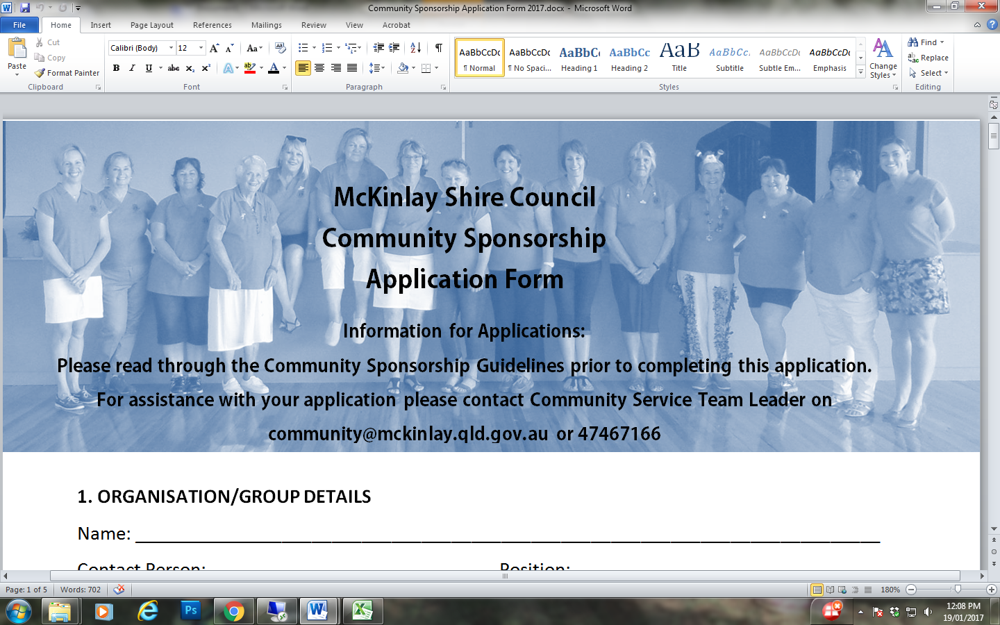 Community Sponsorship Application Form 2017.docx - Microsoft Word
File Home Insert Page Layout References Mailings Review View Acrobat
Paste
Cut
Copy
Format Painter
Clipboard
Calibri (Body) 12
Font
Paragraph
AaBbCcDc AaBbCcDc AaBbCc AaBbCc AaB AaBbCc. AaBbCcDc AaBbCcDc
¶ Normal ¶ No Spaci... Heading 1 Heading 2 Title Subtitle Subtle Em... Emphasis
Change Styles
Styles
Find
Replace
Select
Editing
McKinlay Shire Council
Community Sponsorship
Application Form
Information for Applications:
Please read through the Community Sponsorship Guidelines prior to completing this application.
For assistance with your application please contact Community Service Team Leader on
community@mckinlay.qld.gov.au or 47467166
1. ORGANISATION/GROUP DETAILS
Name:
Contact Person: Position:
Page: 1 of 5 Words: 702 180%
Ps
12:08 PM
19/01/2017